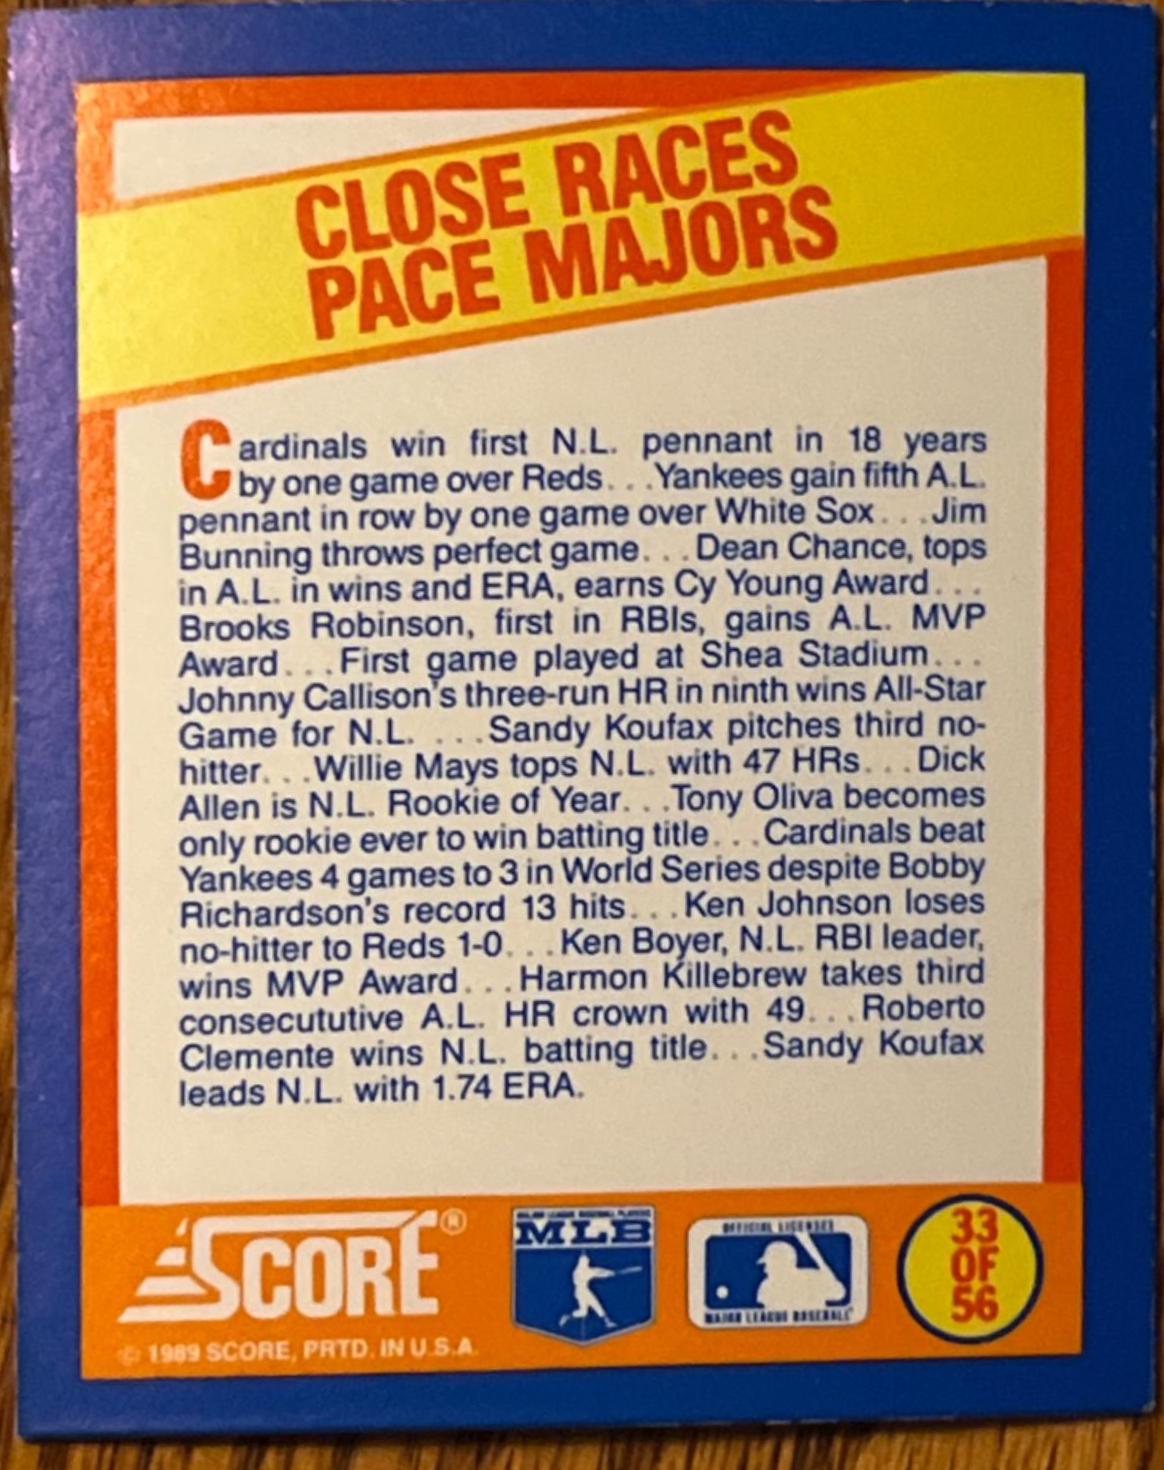 CLOSE RACES
PACE MAJORS
Cardinals win first N.L. pennant in 18 years
by one game over Reds. . .Yankees gain fifth A.L.
pennant in row by one game over White Sox. . .Jim
Bunning throws perfect game. . .Dean Chance, tops
in A.L. in wins and ERA, earns Cy Young Award. . .
Brooks Robinson, first in RBIs, gains A.L. MVP
Award. . .First game played at Shea Stadium. . .
Johnny Callison's three-run HR in ninth wins All-Star
Game for N.L. . . .Sandy Koufax pitches third no-
hitter. . .Willie Mays tops N.L. with 47 HRs. . .Dick
Allen is N.L. Rookie of Year. . .Tony Oliva becomes
only rookie ever to win batting title. . .Cardinals beat
Yankees 4 games to 3 in World Series despite Bobby
Richardson's record 13 hits. . .Ken Johnson loses
no-hitter to Reds 1-0. . .Ken Boyer, N.L. RBI leader,
wins MVP Award. . .Harmon Killebrew takes third
consecututive A.L. HR crown with 49. . .Roberto
Clemente wins N.L. batting title. . .Sandy Koufax
leads N.L. with 1.74 ERA.
SCORE®
© 1989 SCORE, PRTD. IN U.S.A.
MAJOR LEAGUE BASEBALL PLAYERS
MLB
OFFICIAL LICENSEE
MAJOR LEAGUE BASEBALL
33
OF
56